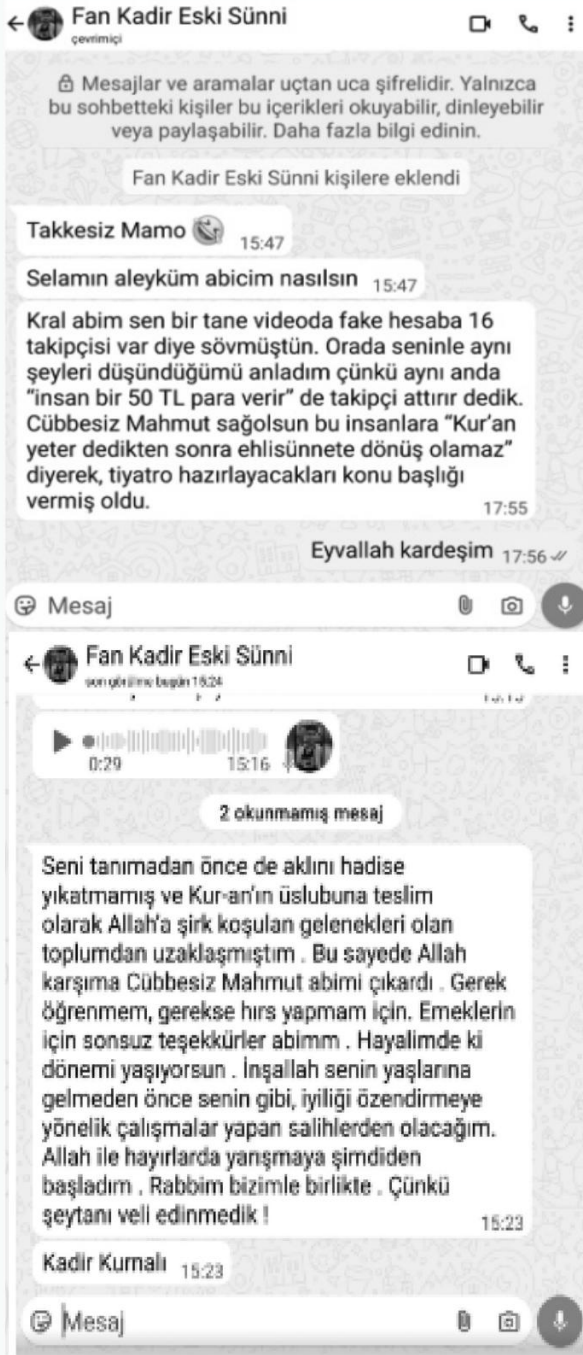 Fan Kadir Eski Sünni
çevrimiçi
Mesajlar ve aramalar uçtan uca şifrelidir. Yalnızca
bu sohbetteki kişiler bu içerikleri okuyabilir, dinleyebilir
veya paylaşabilir. Daha fazla bilgi edinin.
Fan Kadir Eski Sünni kişilere eklendi
Takkesiz Mamo 15:47
Selamın aleyküm abicim nasılsın 15:47
Kral abim sen bir tane videoda fake hesaba 16
takipçisi var diye sövmüştün. Orada seninle aynı
şeyleri düşündüğümü anladım çünkü aynı anda
“insan bir 50 TL para verir” de takipçi attırır dedik.
Cübbesiz Mahmut sağolsun bu insanlara “Kur’an
yeter dedikten sonra ehlisünnete dönüş olamaz”
diyerek, tiyatro hazırlayacakları konu başlığı
vermiş oldu.
17:55
Eyvallah kardeşim 17:56
Mesaj
Fan Kadir Eski Sünni
son görülme bugün 15:24
0:29 15:16
2 okunmamış mesaj
Seni tanımadan önce de aklını hadise
yıkatmamış ve Kur-an’ın üslubuna teslim
olarak Allah’a şirk koşulan gelenekleri olan
toplumdan uzaklaşmıştım . Bu sayede Allah
karşıma Cübbesiz Mahmut abimi çıkardı . Gerek
öğrenmem, gerekse hırs yapmam için. Emeklerin
için sonsuz teşekkürler abimm . Hayalimde ki
dönemi yaşıyorsun . İnşallah senin yaşlarına
gelmeden önce senin gibi, iyiliği özendirmeye
yönelik çalışmalar yapan salihlerden olacağım.
Allah ile hayırlarda yarışmaya şimdiden
başladım . Rabbim bizimle birlikte . Çünkü
şeytanı veli edinmedik !
15:23
Kadir Kurnalı 15:23
Mesaj